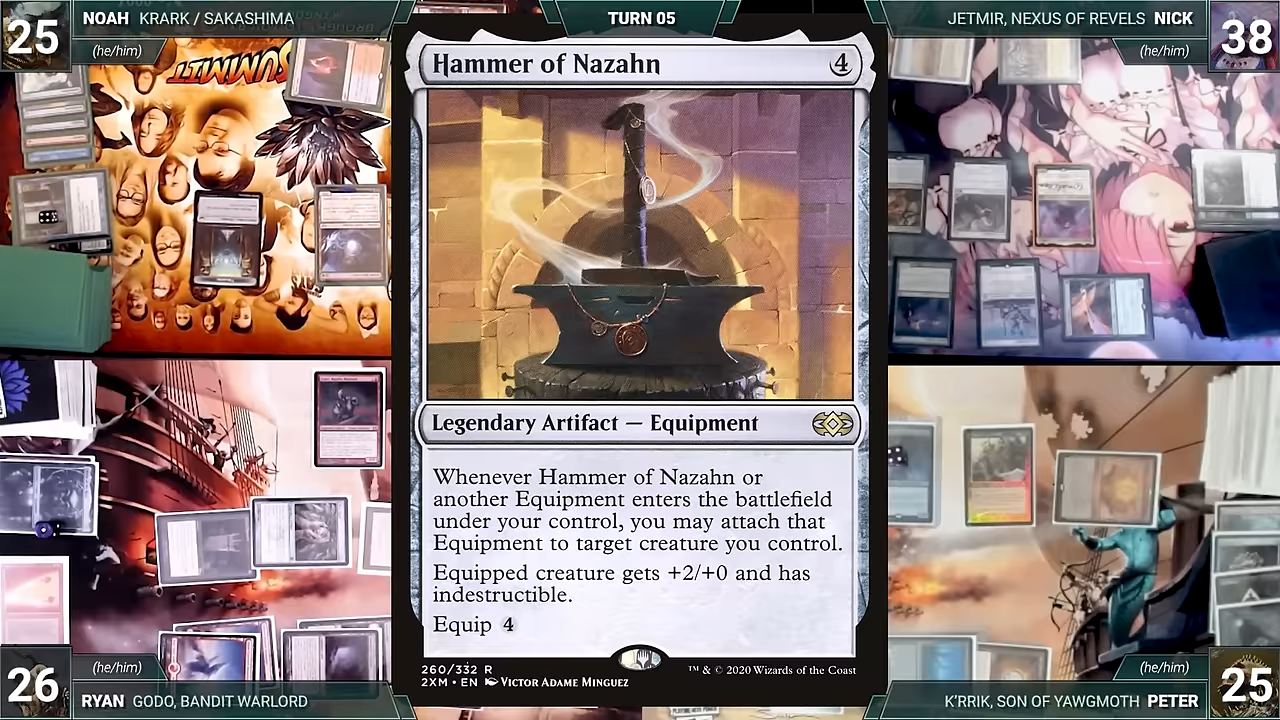 25
NOAH KRARK / SAKASHIMA
(he/him)
TURN 05
JETMIR, NEXUS OF REVELS NICK
(he/him)
38
SUMMIT
Hammer of Nazahn 4
Legendary Artifact — Equipment
Whenever Hammer of Nazahn or
another Equipment enters the battlefield
under your control, you may attach that
Equipment to target creature you control.
Equipped creature gets +2/+0 and has
indestructible.
Equip 4
260/332 R
2XM • EN Victor Adame Minguez
™ & © 2020 Wizards of the Coast
26
(he/him)
RYAN GODO, BANDIT WARLORD
(he/him)
K'RRIK, SON OF YAWGMOTH PETER
25